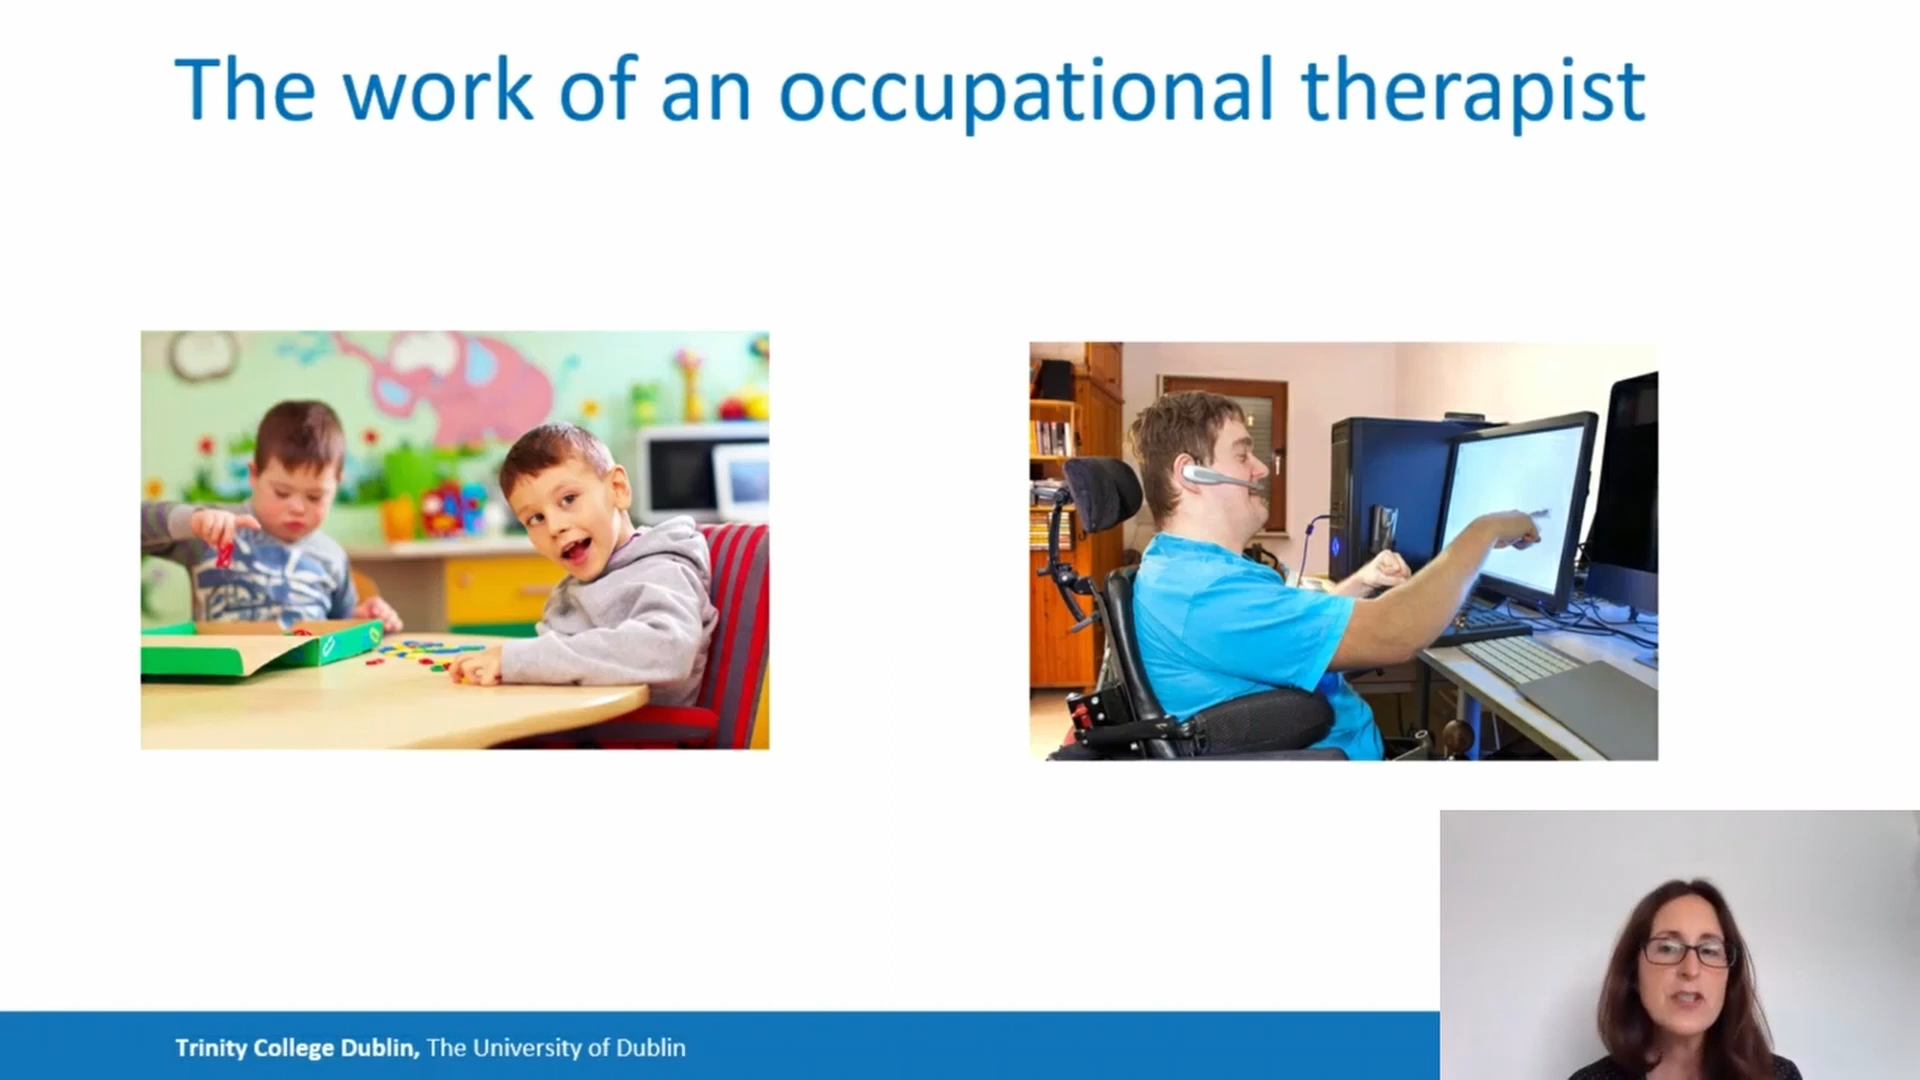 The work of an occupational therapist
Trinity College Dublin, The University of Dublin